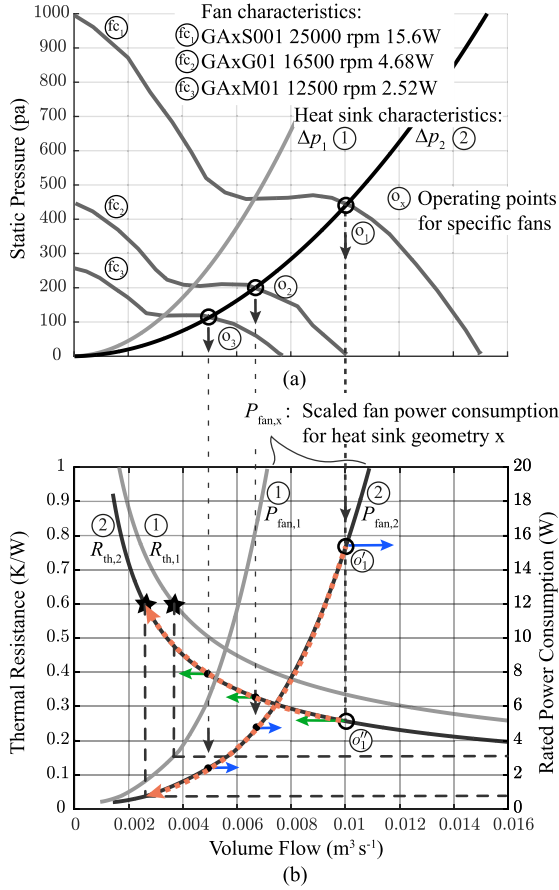 Fan characteristics:
fc1 GAxS001 25000 rpm 15.6W
fc2 GAxG01 16500 rpm 4.68W
fc3 GAxM01 12500 rpm 2.52W
Heat sink characteristics:
Δp1 ① Δp2 ②
ox Operating points
for specific fans
fc1
fc2
fc3
o1
o2
o3
Static Pressure (pa)
1000
900
800
700
600
500
400
300
200
100
0
(a)
Pfan,x : Scaled fan power consumption
for heat sink geometry x
② ①
Rth,2 Rth,1
① ②
Pfan,1 Pfan,2
o′1
o″1
Thermal Resistance (K/W)
1
0.9
0.8
0.7
0.6
0.5
0.4
0.3
0.2
0.1
0
Rated Power Consumption (W)
20
18
16
14
12
10
8
6
4
2
0
0 0.002 0.004 0.006 0.008 0.01 0.012 0.014 0.016
Volume Flow (m³ s⁻¹)
(b)